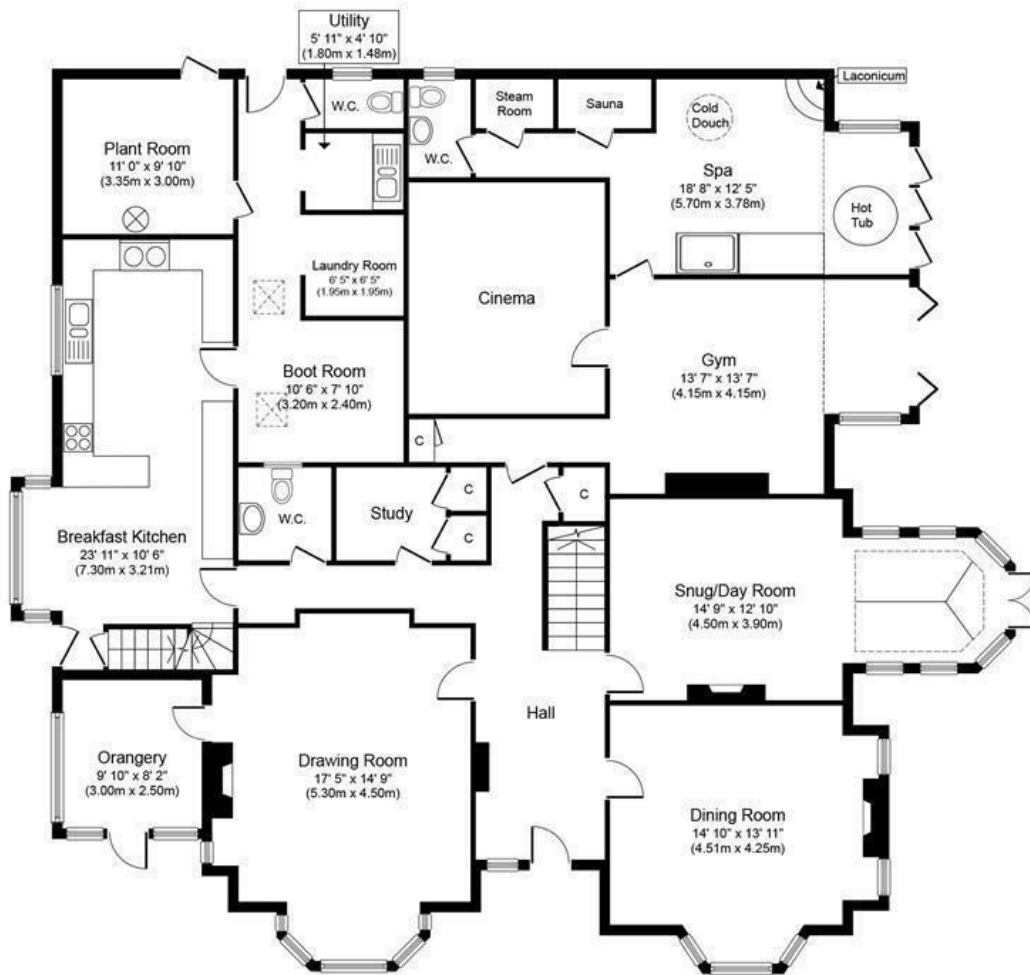 Utility
5' 11" x 4' 10"
(1.80m x 1.48m)
Laconicum
W.C.
Steam
Room
Sauna
Cold
Douch
Plant Room
11' 0" x 9' 10"
(3.35m x 3.00m)
W.C.
Spa
18' 8" x 12' 5"
(5.70m x 3.78m)
Hot
Tub
Laundry Room
6' 5" x 6' 5"
(1.95m x 1.95m)
Cinema
Boot Room
10' 6" x 7' 10"
(3.20m x 2.40m)
Gym
13' 7" x 13' 7"
(4.15m x 4.15m)
C
C
C
C
W.C.
Study
Breakfast Kitchen
23' 11" x 10' 6"
(7.30m x 3.21m)
Snug/Day Room
14' 9" x 12' 10"
(4.50m x 3.90m)
Hall
Orangery
9' 10" x 8' 2"
(3.00m x 2.50m)
Drawing Room
17' 5" x 14' 9"
(5.30m x 4.50m)
Dining Room
14' 10" x 13' 11"
(4.51m x 4.25m)